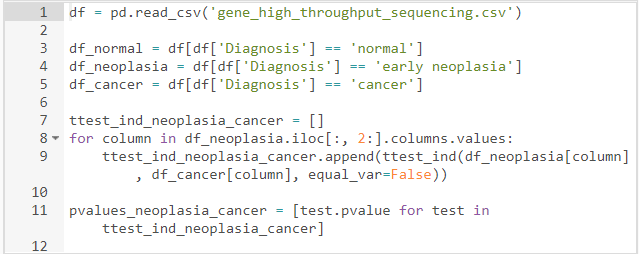 1 df = pd.read_csv('gene_high_throughput_sequencing.csv')
2
3 df_normal = df[df['Diagnosis'] == 'normal']
4 df_neoplasia = df[df['Diagnosis'] == 'early neoplasia']
5 df_cancer = df[df['Diagnosis'] == 'cancer']
6
7 ttest_ind_neoplasia_cancer = []
8 for column in df_neoplasia.iloc[:, 2:].columns.values:
9     ttest_ind_neoplasia_cancer.append(ttest_ind(df_neoplasia[column]
        , df_cancer[column], equal_var=False))
10
11 pvalues_neoplasia_cancer = [test.pvalue for test in
    ttest_ind_neoplasia_cancer]
12